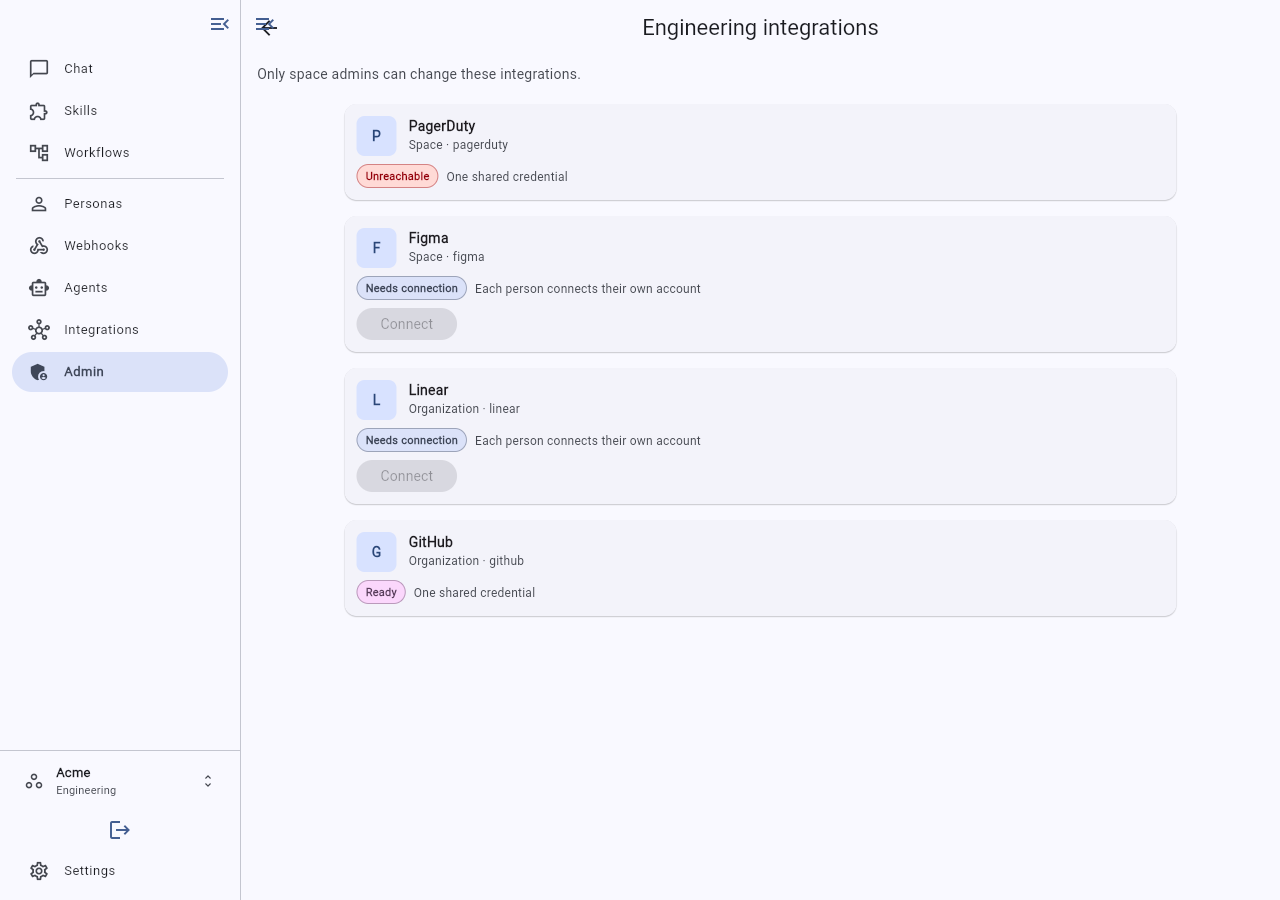 Chat
Skills
Workflows
Personas
Webhooks
Agents
Integrations
Admin
Acme
Engineering
Settings
Engineering integrations
Only space admins can change these integrations.
P
PagerDuty
Space · pagerduty
Unreachable
One shared credential
F
Figma
Space · figma
Needs connection
Each person connects their own account
Connect
L
Linear
Organization · linear
Needs connection
Each person connects their own account
Connect
G
GitHub
Organization · github
Ready
One shared credential